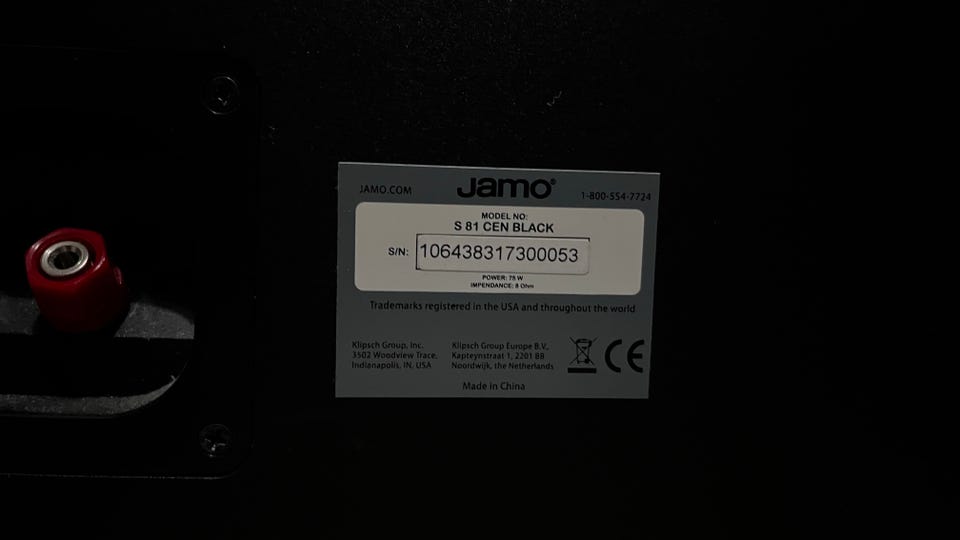 JAMO.COM Jamo® 1-800-554-7724
MODEL NO:
S 81 CEN BLACK
S/N: 106438317300053
POWER: 75 W
IMPENDANCE: 8 Ohm
Trademarks registered in the USA and throughout the world
Klipsch Group, Inc.
3502 Woodview Trace,
Indianapolis, IN, USA
Klipsch Group Europe B.V.,
Kapteynstraat 1, 2201 BB
Noordwijk, the Netherlands
CE
Made in China